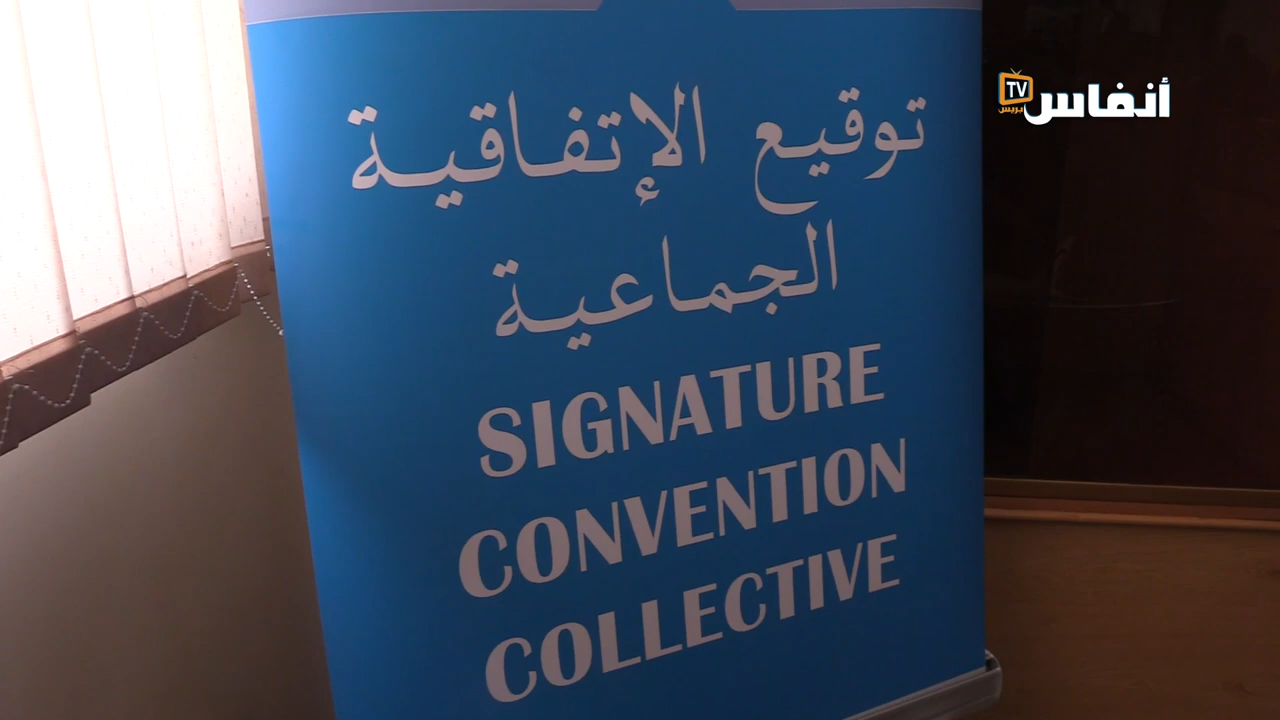 توقيع الإتفاقية
الجماعية
SIGNATURE
CONVENTION
COLLECTIVE
أنفاس
بريس
TV